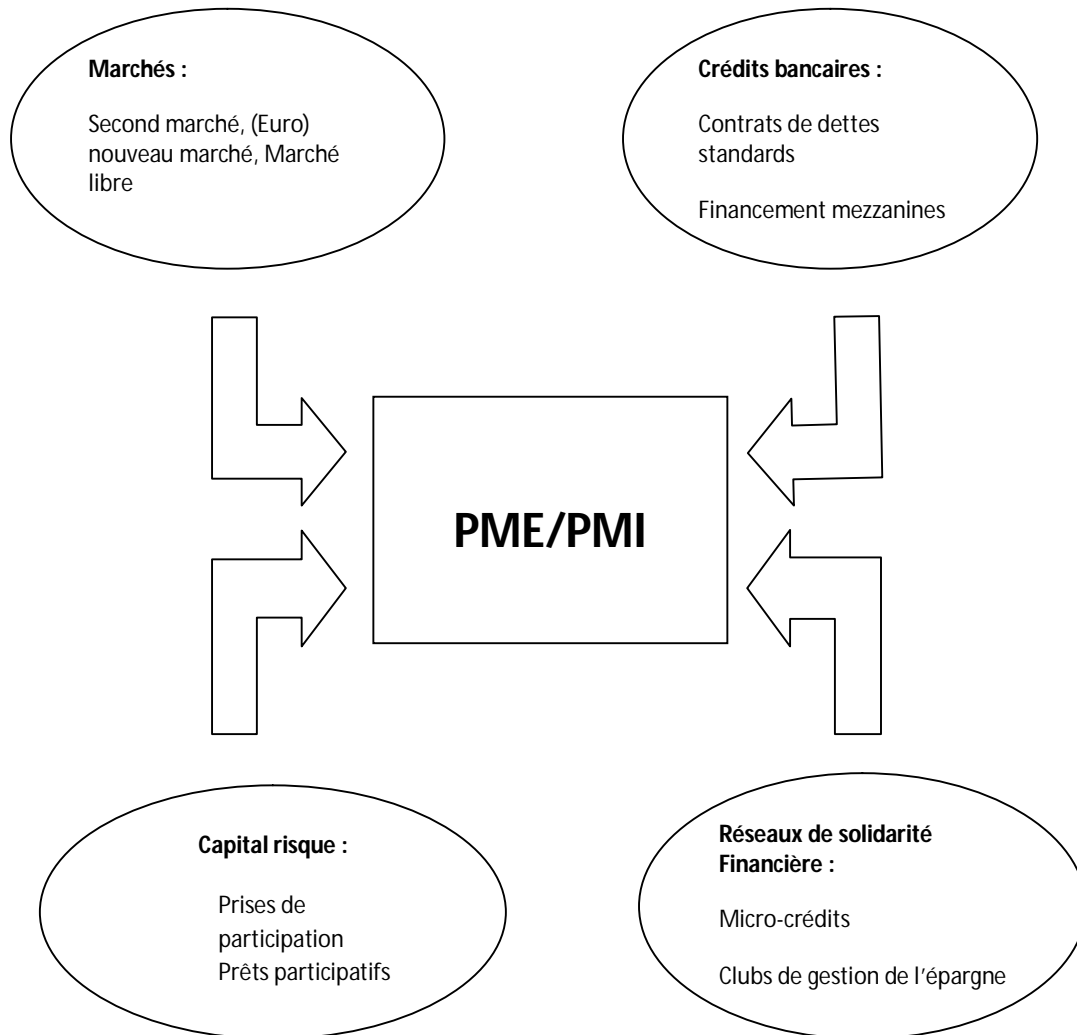 Marchés :
Second marché, (Euro)
nouveau marché, Marché
libre
Crédits bancaires :
Contrats de dettes
standards
Financement mezzanines
PME/PMI
Capital risque :
Prises de
participation
Prêts participatifs
Réseaux de solidarité
Financière :
Micro-crédits
Clubs de gestion de l’épargne